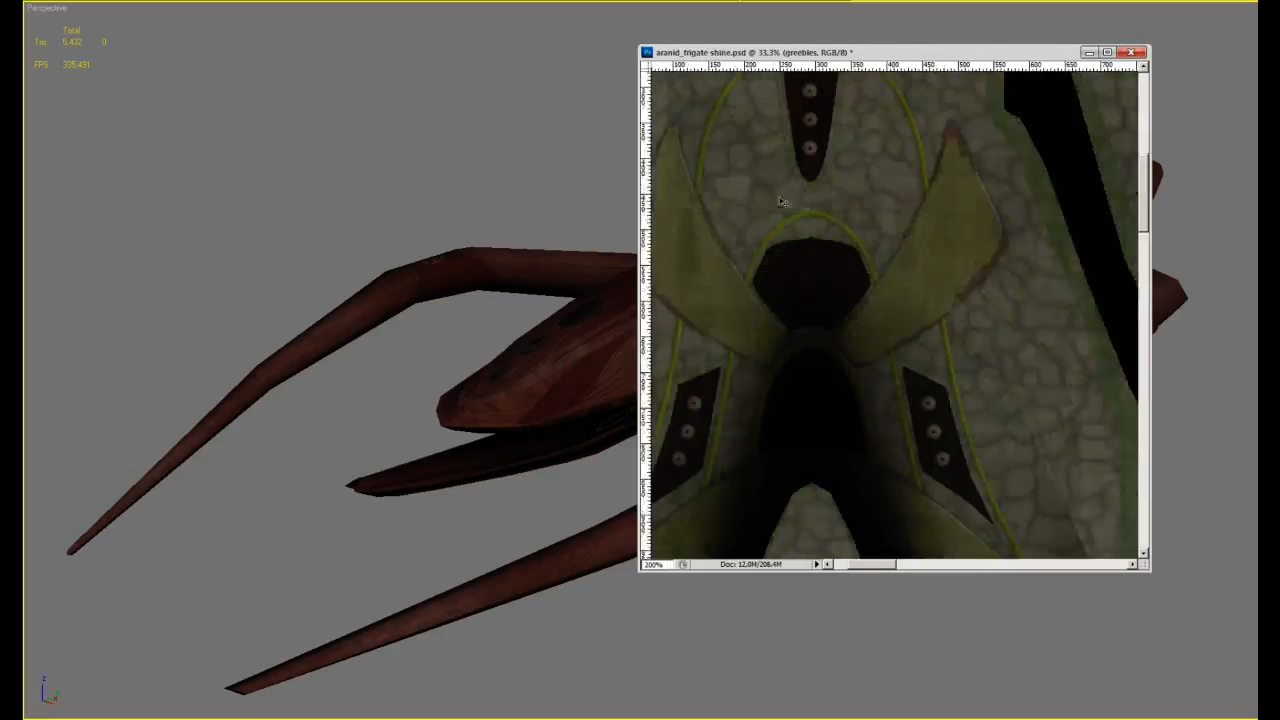 Perspective
Total
Tris: 5,432 0
FPS: 335,491
aranid_frigate-shine.psd @ 33,3% (greebles, RGB/8) *
100 150 200 250 300 350 400 450 500 550 600 650 700
200% Doc: 12,0M/208,4M
z